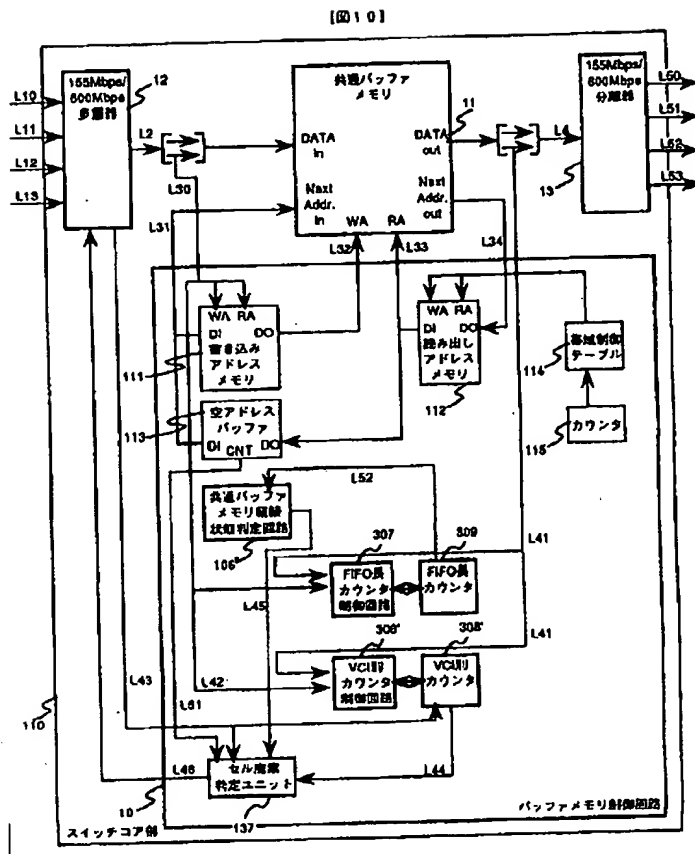 [図10]
12
155Mbps/
600Mbps
多重器
L10
L11
L12
L13
L2
L30
共通バッファ
メモリ
DATA
in
DATA
out
Next
Addr.
in
Next
Addr.
out
WA RA
11
L4
155Mbps/
600Mbps
分離器
13
L50
L51
L52
L53
L31
L32
L33
L34
WA RA
DI DO
書き込み
アドレス
メモリ
111
WA RA
DI DO
読み出し
アドレス
メモリ
112
帯域制御
テーブル
114
カウンタ
115
空アドレス
バッファ
DI DO
CNT
113
共通バッファ
メモリ輻輳
状態判定回路
106'
L52
307
FIFO長
カウンタ
制御回路
309
FIFO長
カウンタ
L41
L45
306'
VCI別
カウンタ
制御回路
308'
VCI別
カウンタ
L41
L43
L42
L61
L46
L44
セル廃棄
判定ユニット
137
110
10
スイッチコア部
バッファメモリ制御回路